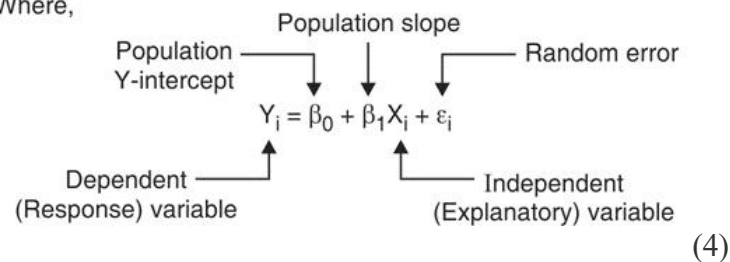 Where,
Population slope
Population
Y-intercept
Random error
Yᵢ = β₀ + β₁Xᵢ + εᵢ
Dependent
(Response) variable
Independent
(Explanatory) variable
(4)